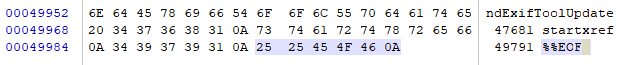 00049952 6E 64 45 78 69 66 54 6F 6F 6C 55 70 64 61 74 65 ndExifToolUpdate
00049968 20 34 37 36 38 31 0A 73 74 61 72 74 78 72 65 66 47681 startxref
00049984 0A 34 39 37 39 31 0A 25 25 45 4F 46 0A 49791 %%EOF